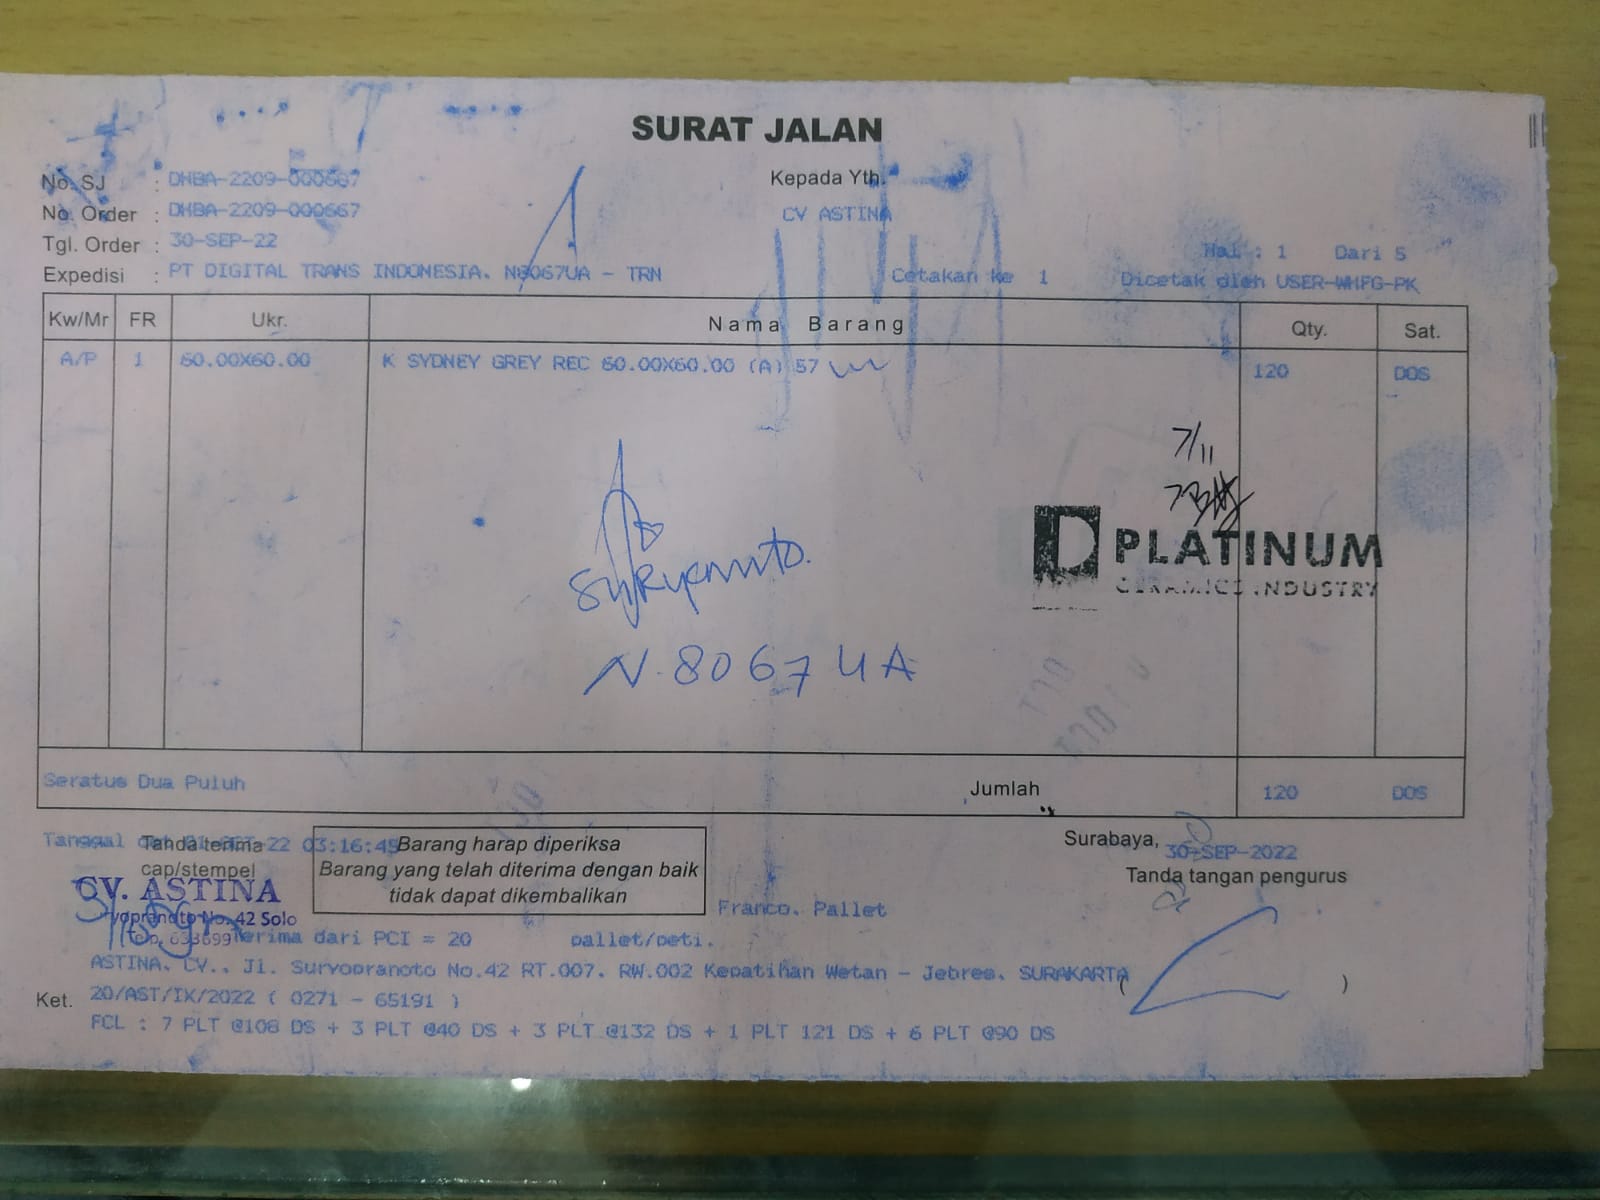 SURAT JALAN
No. SJ : DHBA-2209-000667
Kepada Yth.
No. Order : DHBA-2209-000667
CV ASTINA
Tgl. Order : 30-SEP-22
Hal : 1 Dari 5
Expedisi : PT DIGITAL TRANS INDONESIA. N8067UA - TRN
Cetakan ke 1 Dicetak oleh USER-WHFG-PK
Kw/Mr FR Ukr. Nama Barang Qty. Sat.
A/P 1 60.00X60.00 K SYDNEY GREY REC 60.00X60.00 (A) 57 120 DOS
7/11
PLATINUM
CERAMICS INDUSTRY
Suryanto.
N.8067 UA
Seratus Dua Puluh Jumlah 120 DOS
Tanggal 22 03:16:45
Tanda terima
cap/stempel
Barang harap diperiksa
Barang yang telah diterima dengan baik
tidak dapat dikembalikan
Surabaya, 30-SEP-2022
Tanda tangan pengurus
CV. ASTINA
No. 42 Solo
Franco. Pallet
Terima dari PCI = 20 pallet/peti.
ASTINA. CV.. Jl. Suryopranoto No.42 RT.007. RW.002 Kepatihan Wetan - Jebres. SURAKARTA
( )
Ket. 20/AST/IX/2022 ( 0271 - 65191 )
FCL : 7 PLT @108 DS + 3 PLT @40 DS + 3 PLT @132 DS + 1 PLT 121 DS + 6 PLT @90 DS